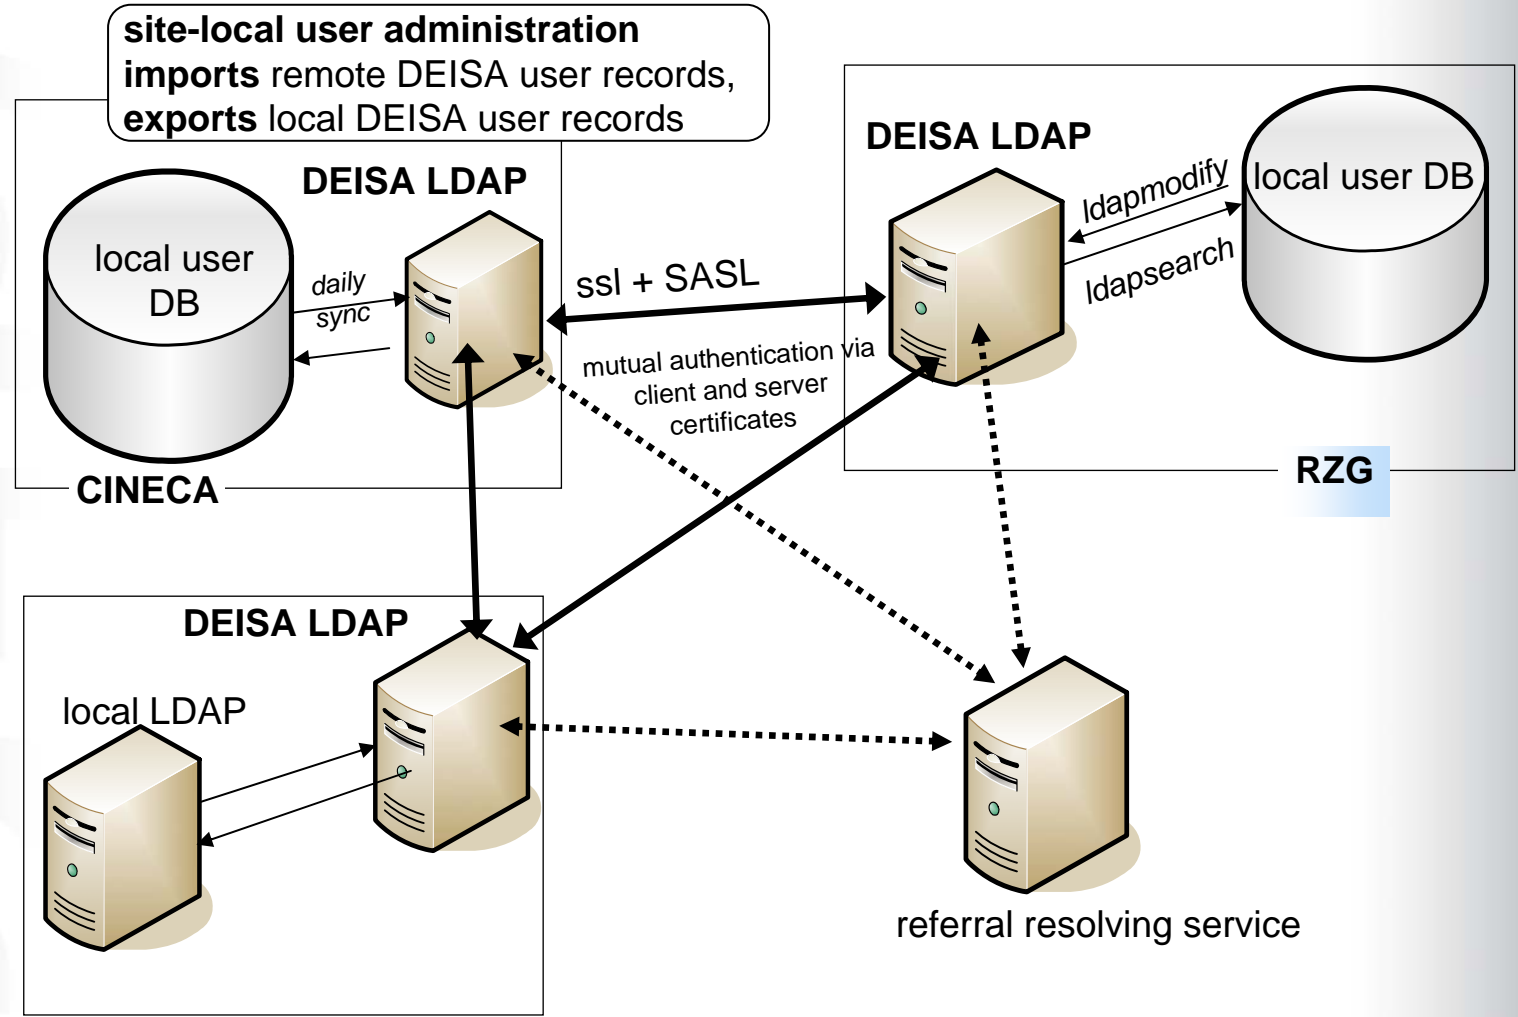 site-local user administration
imports remote DEISA user records,
exports local DEISA user records
DEISA LDAP
local user
DB
daily
sync
CINECA
ssl + SASL
mutual authentication via
client and server
certificates
DEISA LDAP
ldapmodify
ldapsearch
local user DB
RZG
DEISA LDAP
local LDAP
referral resolving service